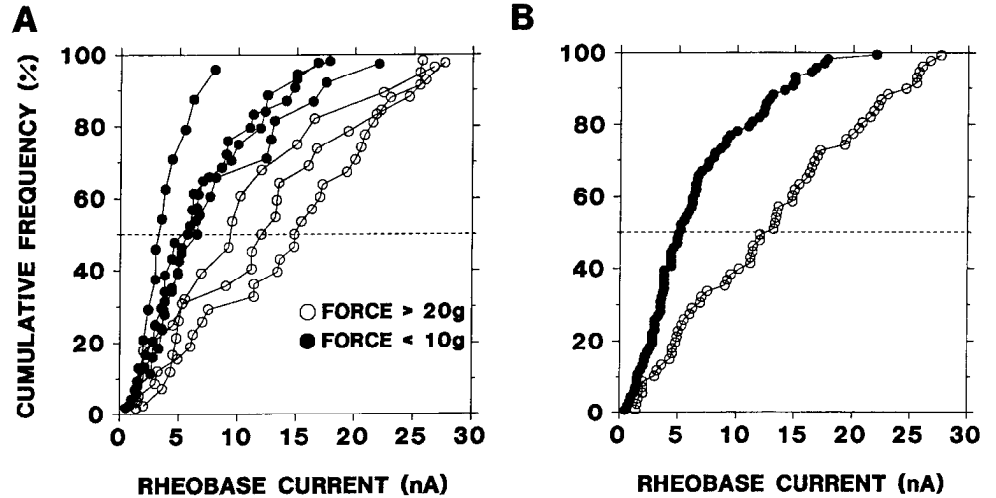 A
B
CUMULATIVE FREQUENCY (%)
100
80
60
40
20
0
0 5 10 15 20 25 30
RHEOBASE CURRENT (nA)
FORCE > 20g
FORCE < 10g
100
80
60
40
20
0
0 5 10 15 20 25 30
RHEOBASE CURRENT (nA)